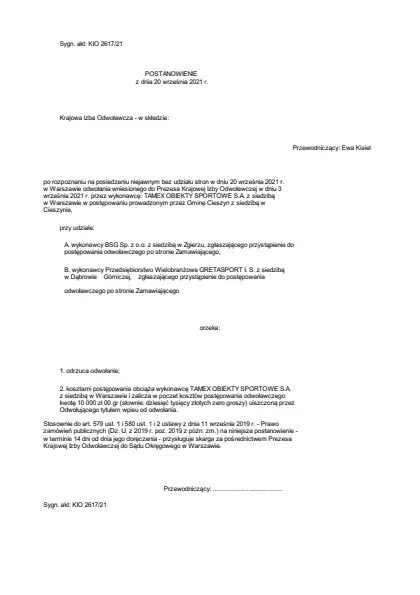 Sygn. akt: KIO 2617/21
POSTANOWIENIE
z dnia 20 września 2021 r.
Krajowa Izba Odwoławcza - w składzie:
Przewodniczący: Ewa Kisiel
po rozpoznaniu na posiedzeniu niejawnym bez udziału stron w dniu 20 września 2021 r.
w Warszawie odwołania wniesionego do Prezesa Krajowej Izby Odwoławczej w dniu 3
września 2021 r. przez wykonawcę: TAMEX OBIEKTY SPORTOWE S.A. z siedzibą
w Warszawie w postępowaniu prowadzonym przez Gminę Cieszyn z siedzibą w
Cieszynie,
przy udziale:
A. wykonawcy BSG Sp. z o.o. z siedzibą w Zgierzu, zgłaszającego przystąpienie do
postępowania odwoławczego po stronie Zamawiającego,
B. wykonawcy Przedsiębiorstwo Wielobranżowe GRETASPORT I. S. z siedzibą
w Dąbrowie Górniczej, zgłaszającego przystąpienie do postępowania
odwoławczego po stronie Zamawiającego
orzeka:
1. odrzuca odwołanie;
2. kosztami postępowania obciąża wykonawcę TAMEX OBIEKTY SPORTOWE S.A.
z siedzibą w Warszawie i zalicza w poczet kosztów postępowania odwoławczego
kwotę 10 000 zł 00 gr (słownie: dziesięć tysięcy złotych zero groszy) uiszczoną przez
Odwołującego tytułem wpisu od odwołania.
Stosownie do art. 579 ust. 1 i 580 ust. 1 i 2 ustawy z dnia 11 września 2019 r. - Prawo
zamówień publicznych (Dz. U. z 2019 r. poz. 2019 z późn. zm.) na niniejsze postanowienie -
w terminie 14 dni od dnia jego doręczenia - przysługuje skarga za pośrednictwem Prezesa
Krajowej Izby Odwoławczej do Sądu Okręgowego w Warszawie.
Przewodniczący: ........................................
Sygn. akt: KIO 2617/21